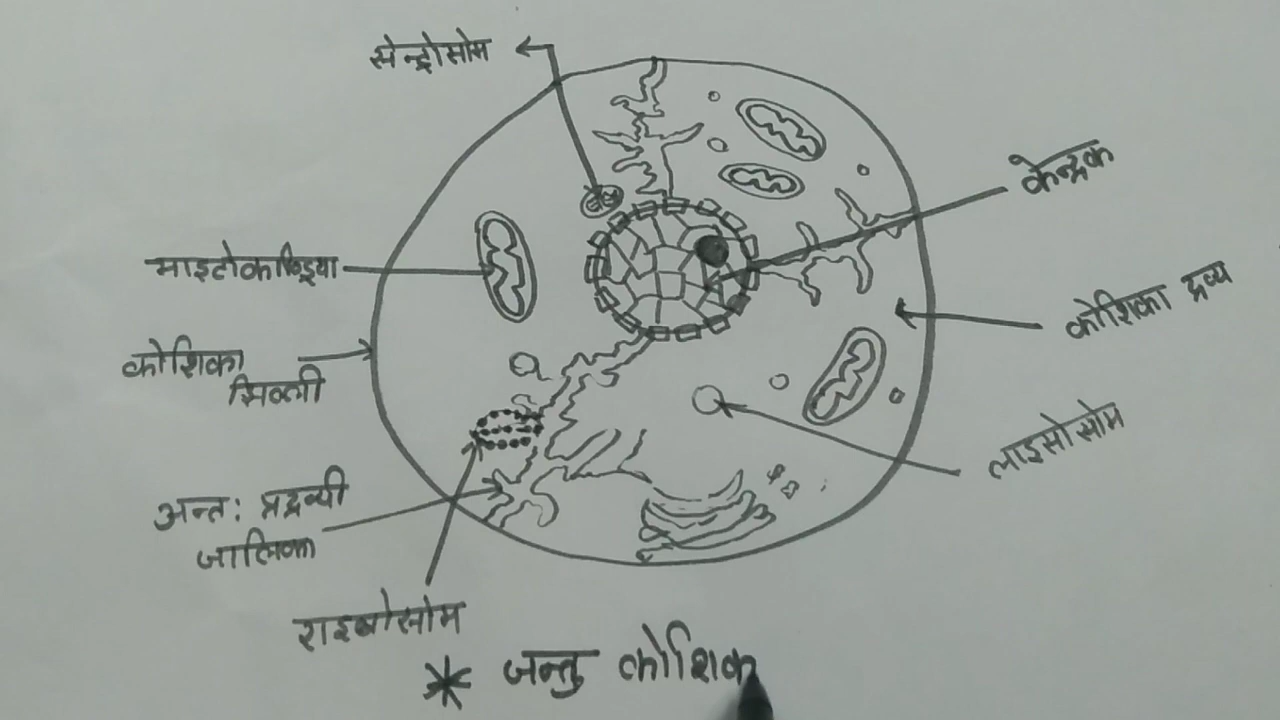 सेन्ट्रोसोम
केन्द्रक
माइटोकाण्ड्रिया
कोशिका द्रव्य
कोशिका
झिल्ली
लाइसोसोम
अन्त: प्रद्रव्यी
जालिका
राइबोसोम
* जन्तु कोशिक